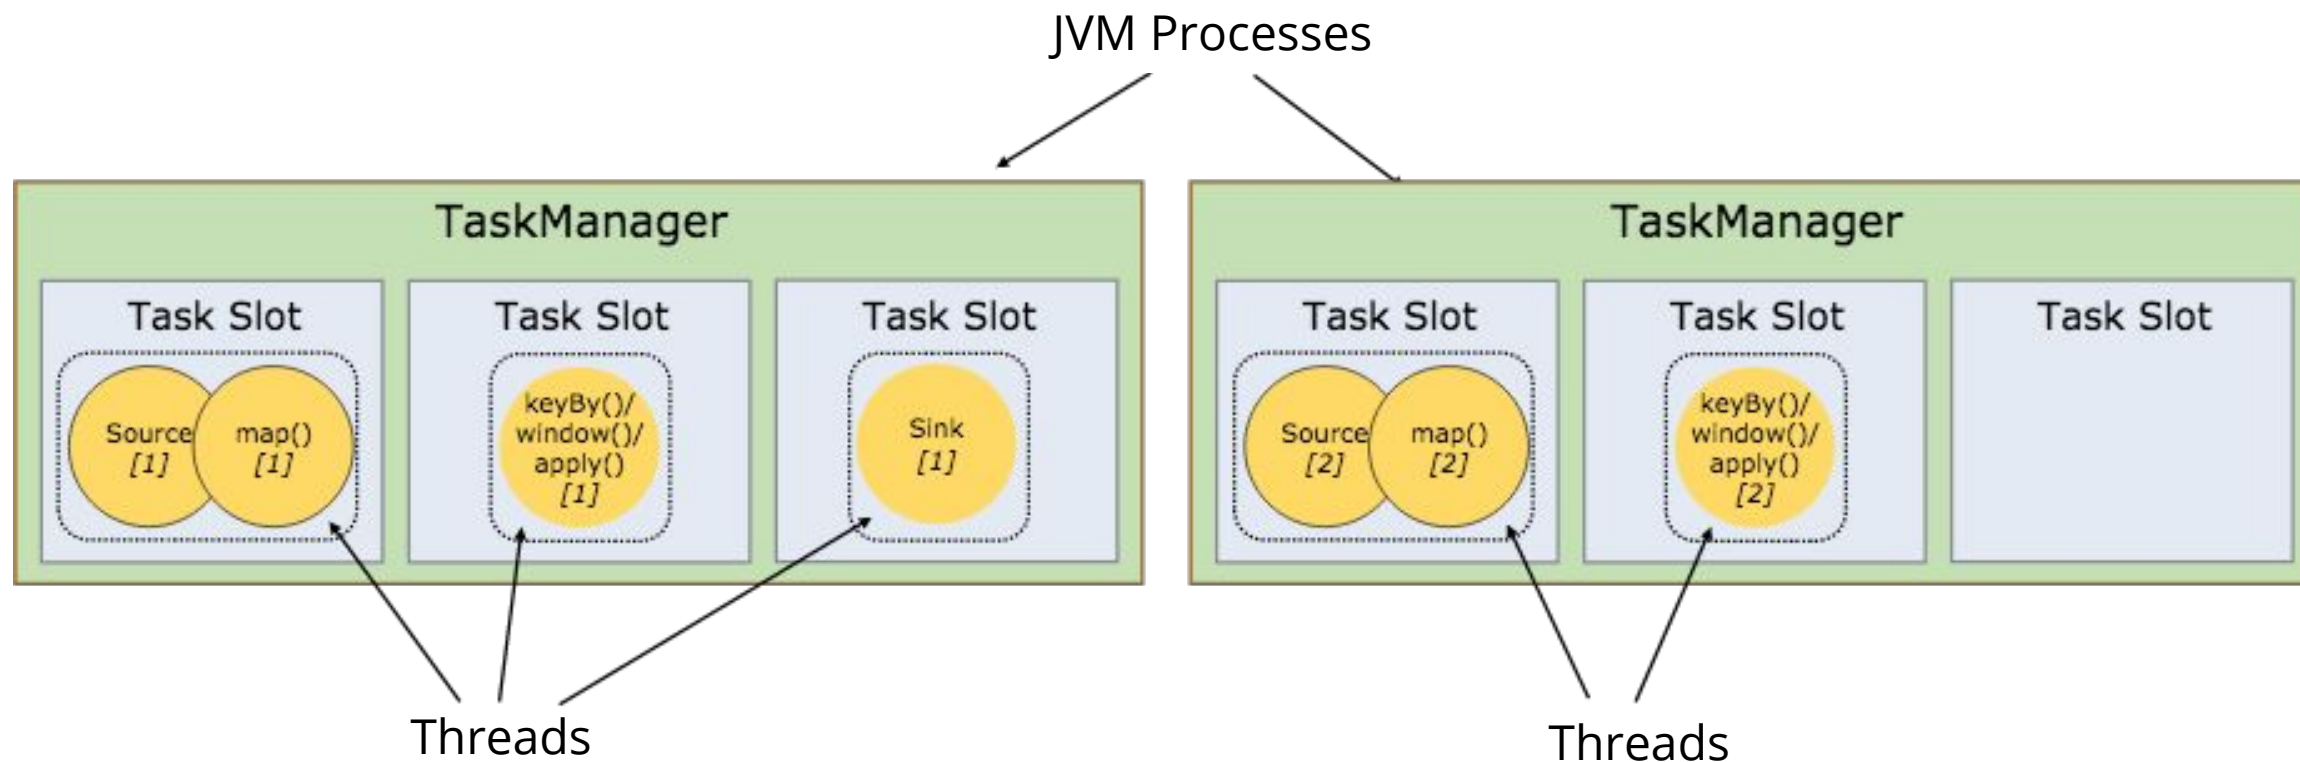 JVM Processes
TaskManager
Task Slot
Source
[1]
map()
[1]
Task Slot
keyBy()/
window()/
apply()
[1]
Task Slot
Sink
[1]
TaskManager
Task Slot
Source
[2]
map()
[2]
Task Slot
keyBy()/
window()/
apply()
[2]
Task Slot
Threads
Threads